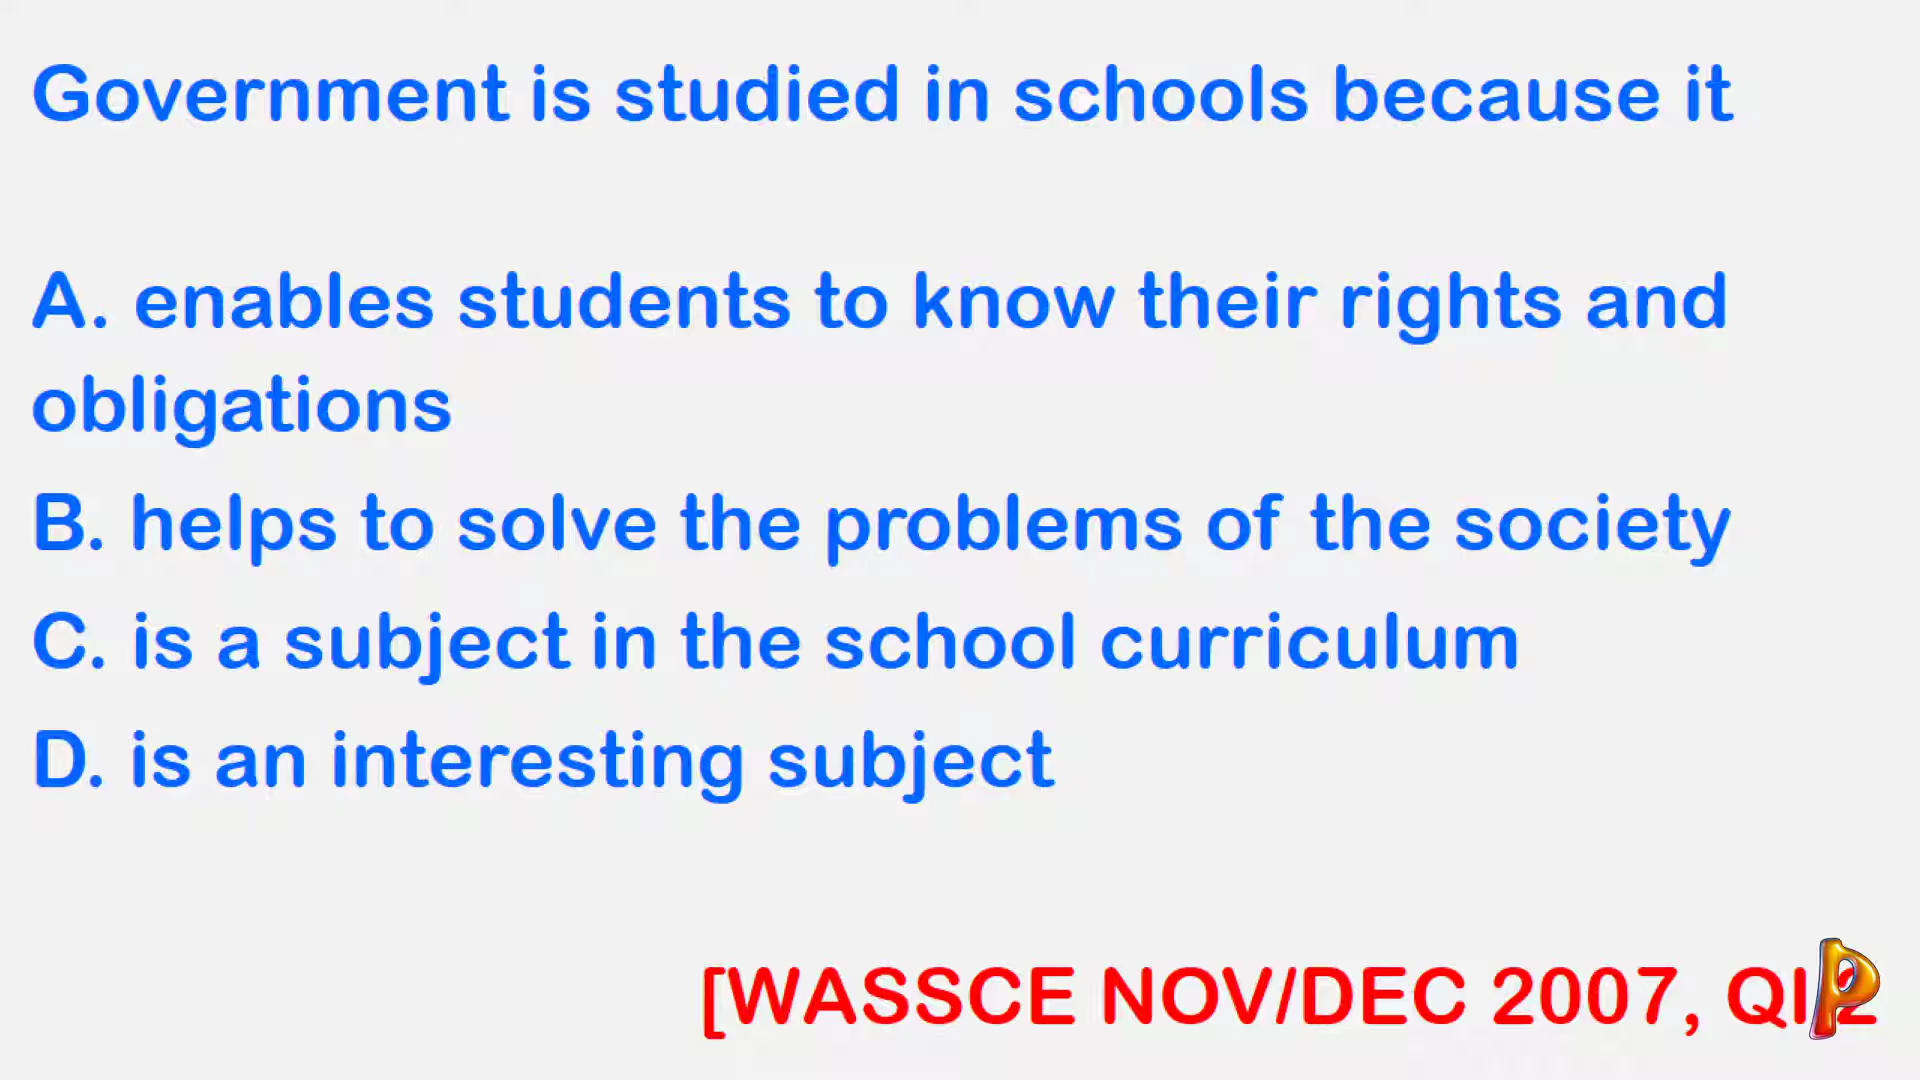 Government is studied in schools because it
A. enables students to know their rights and
obligations
B. helps to solve the problems of the society
C. is a subject in the school curriculum
D. is an interesting subject
[WASSCE NOV/DEC 2007,
P